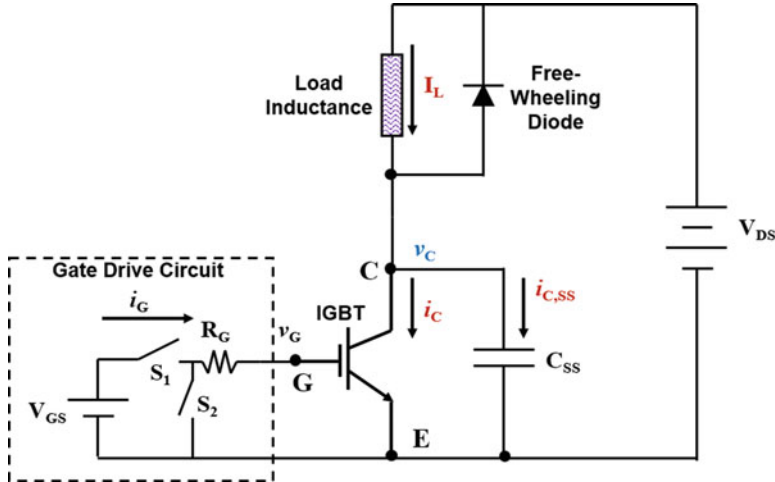 Load
Inductance
I_L
Free-
Wheeling
Diode
V_DS
Gate Drive Circuit
i_G
R_G
v_G
IGBT
C
v_C
i_C
i_C,SS
C_SS
S_1
S_2
V_GS
G
E